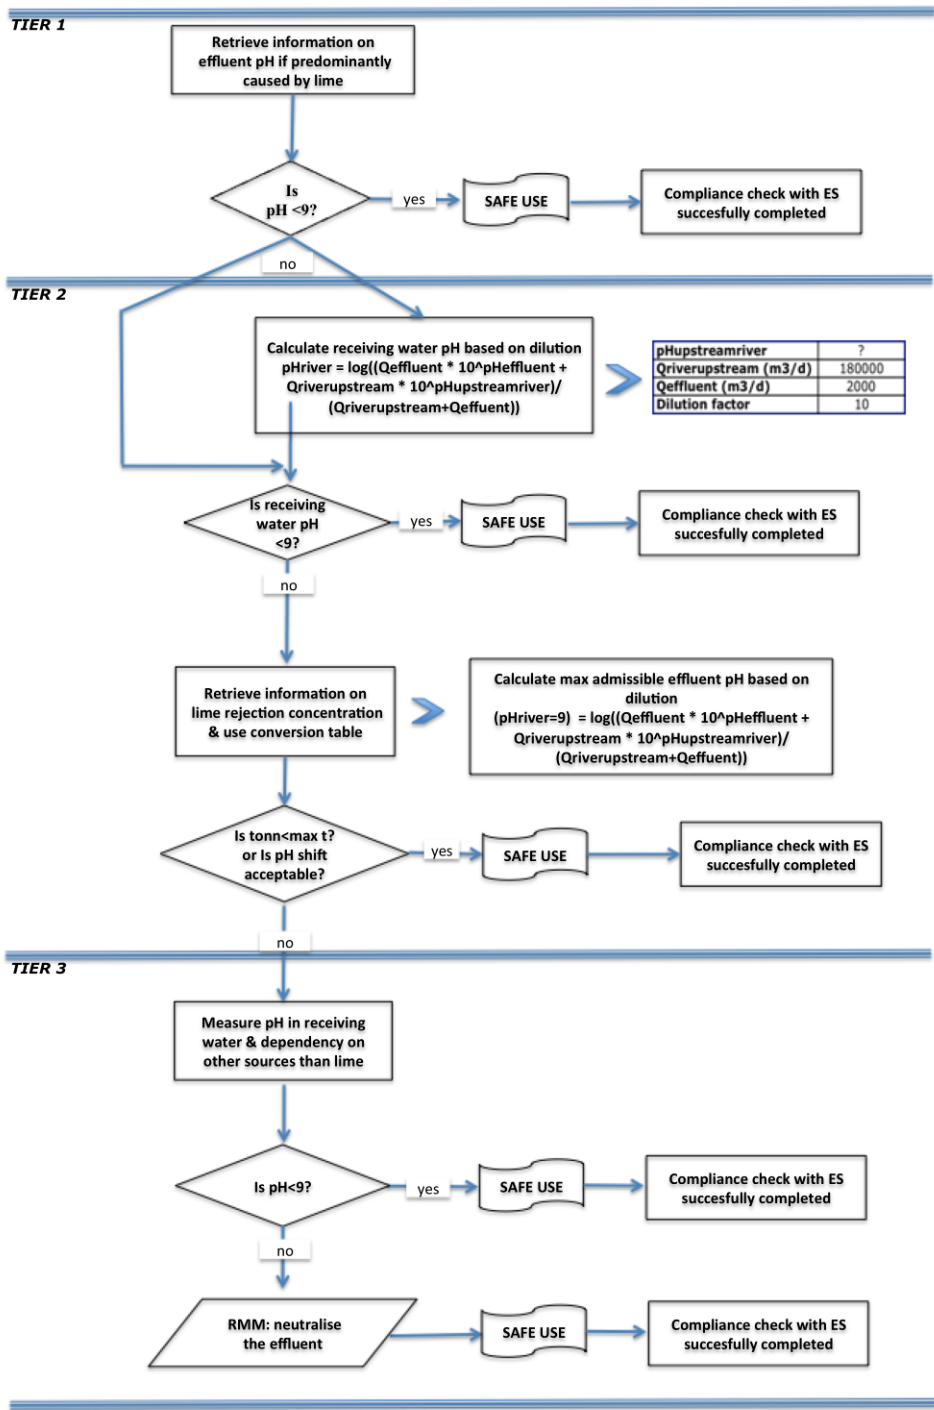 TIER 1
Retrieve information on
effluent pH if predominantly
caused by lime
Is
pH <9?
yes
SAFE USE
Compliance check with ES
succesfully completed
no
TIER 2
Calculate receiving water pH based on dilution
pHriver = log((Qeffluent * 10^pHeffluent +
Qriverupstream * 10^pHupstreamriver)/
(Qriverupstream+Qeffuent))
pHupstreamriver ?
Qriverupstream (m3/d) 180000
Qeffluent (m3/d) 2000
Dilution factor 10
Is receiving
water pH
<9?
yes
SAFE USE
Compliance check with ES
succesfully completed
no
Retrieve information on
lime rejection concentration
& use conversion table
Calculate max admissible effluent pH based on
dilution
(pHriver=9) = log((Qeffluent * 10^pHeffluent +
Qriverupstream * 10^pHupstreamriver)/
(Qriverupstream+Qeffuent))
Is tonn<max t?
or Is pH shift
acceptable?
yes
SAFE USE
Compliance check with ES
succesfully completed
no
TIER 3
Measure pH in receiving
water & dependency on
other sources than lime
Is pH<9?
yes
SAFE USE
Compliance check with ES
succesfully completed
no
RMM: neutralise
the effluent
SAFE USE
Compliance check with ES
succesfully completed